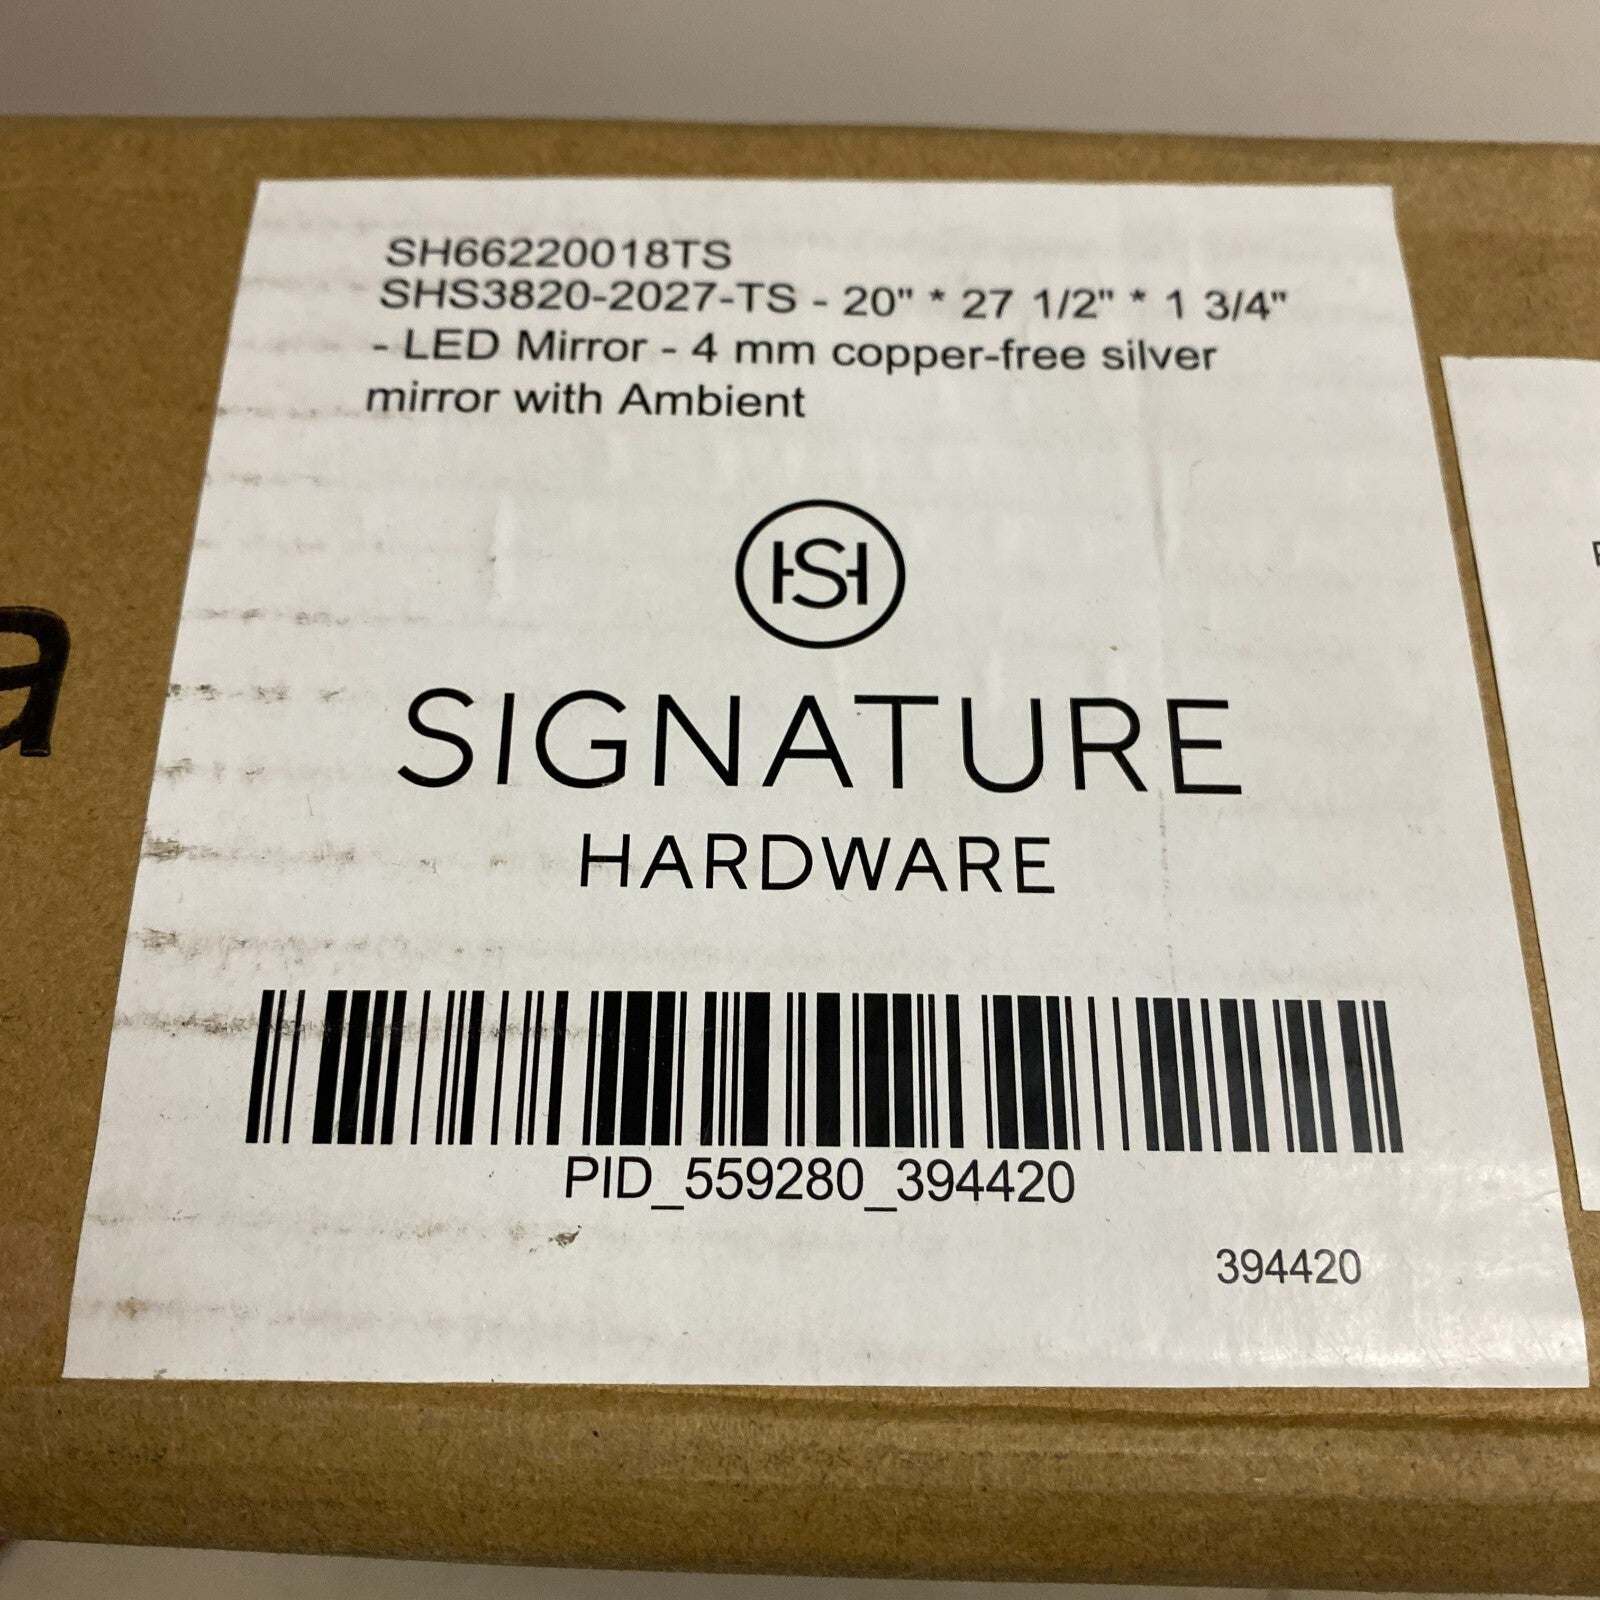 SH66220018TS
SHS3820-2027-TS - 20" * 27 1/2" * 1 3/4"
- LED Mirror - 4 mm copper-free silver
mirror with Ambient
HSH
SIGNATURE
HARDWARE
PID_559280_394420
394420
a